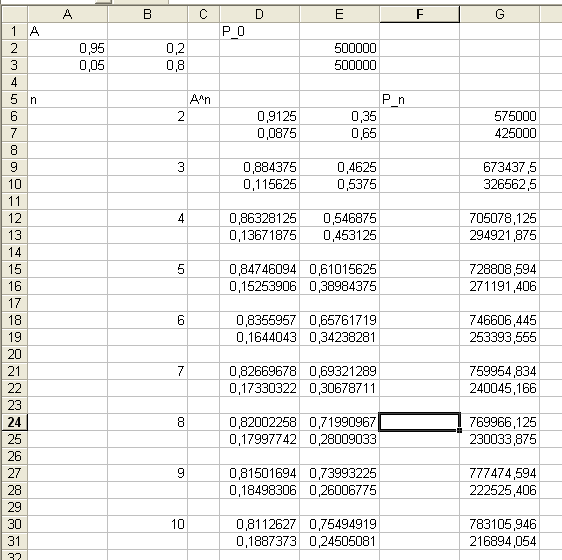 A B C D E F G
1 A P_0
2 0,95 0,2 500000
3 0,05 0,8 500000
4
5 n A^n P_n
6 2 0,9125 0,35 575000
7 0,0875 0,65 425000
8
9 3 0,884375 0,4625 673437,5
10 0,115625 0,5375 326562,5
11
12 4 0,86328125 0,546875 705078,125
13 0,13671875 0,453125 294921,875
14
15 5 0,84746094 0,61015625 728808,594
16 0,15253906 0,38984375 271191,406
17
18 6 0,8355957 0,65761719 746606,445
19 0,1644043 0,34238281 253393,555
20
21 7 0,82669678 0,69321289 759954,834
22 0,17330322 0,30678711 240045,166
23
24 8 0,82002258 0,71990967 769966,125
25 0,17997742 0,28009033 230033,875
26
27 9 0,81501694 0,73993225 777474,594
28 0,18498306 0,26006775 222525,406
29
30 10 0,8112627 0,75494919 783105,946
31 0,1887373 0,24505081 216894,054
32